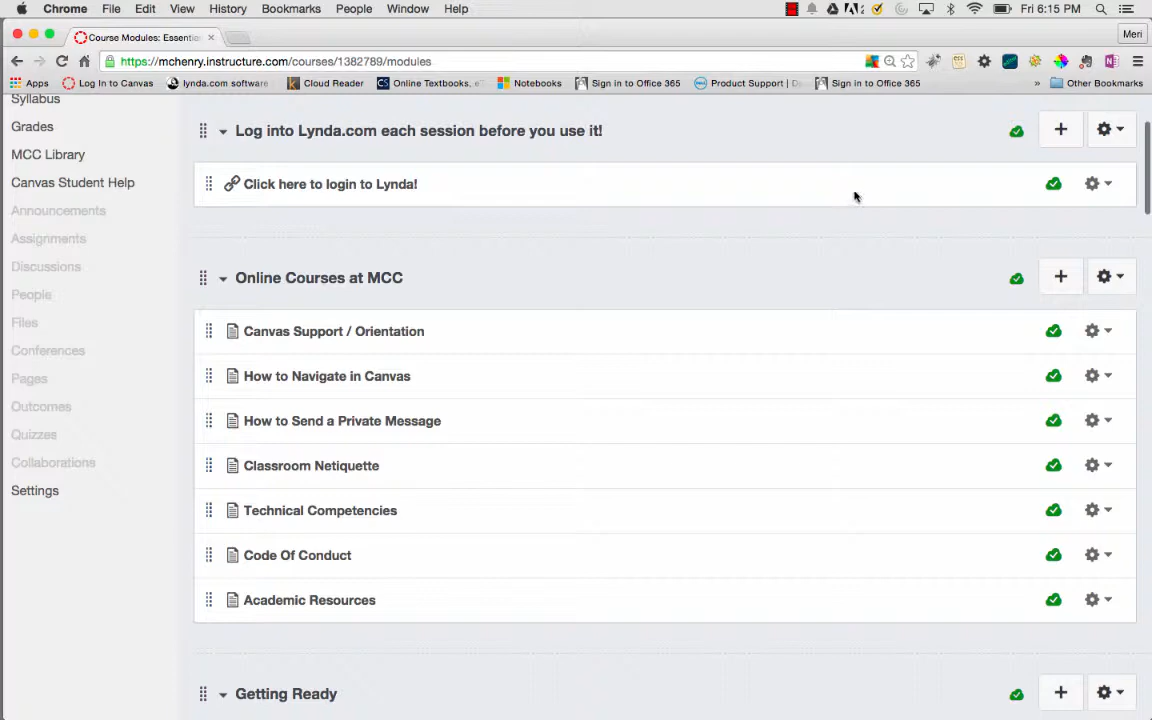 Chrome File Edit View History Bookmarks People Window Help Fri 6:15 PM
Course Modules: Essentia
Meri
https://mchenry.instructure.com/courses/1382789/modules
Apps Log In to Canvas lynda.com software Cloud Reader Online Textbooks, eT Notebooks Sign in to Office 365 Product Support | Do Sign in to Office 365 » Other Bookmarks
Syllabus
Grades
MCC Library
Canvas Student Help
Announcements
Assignments
Discussions
People
Files
Conferences
Pages
Outcomes
Quizzes
Collaborations
Settings
Log into Lynda.com each session before you use it!
Click here to login to Lynda!
Online Courses at MCC
Canvas Support / Orientation
How to Navigate in Canvas
How to Send a Private Message
Classroom Netiquette
Technical Competencies
Code Of Conduct
Academic Resources
Getting Ready